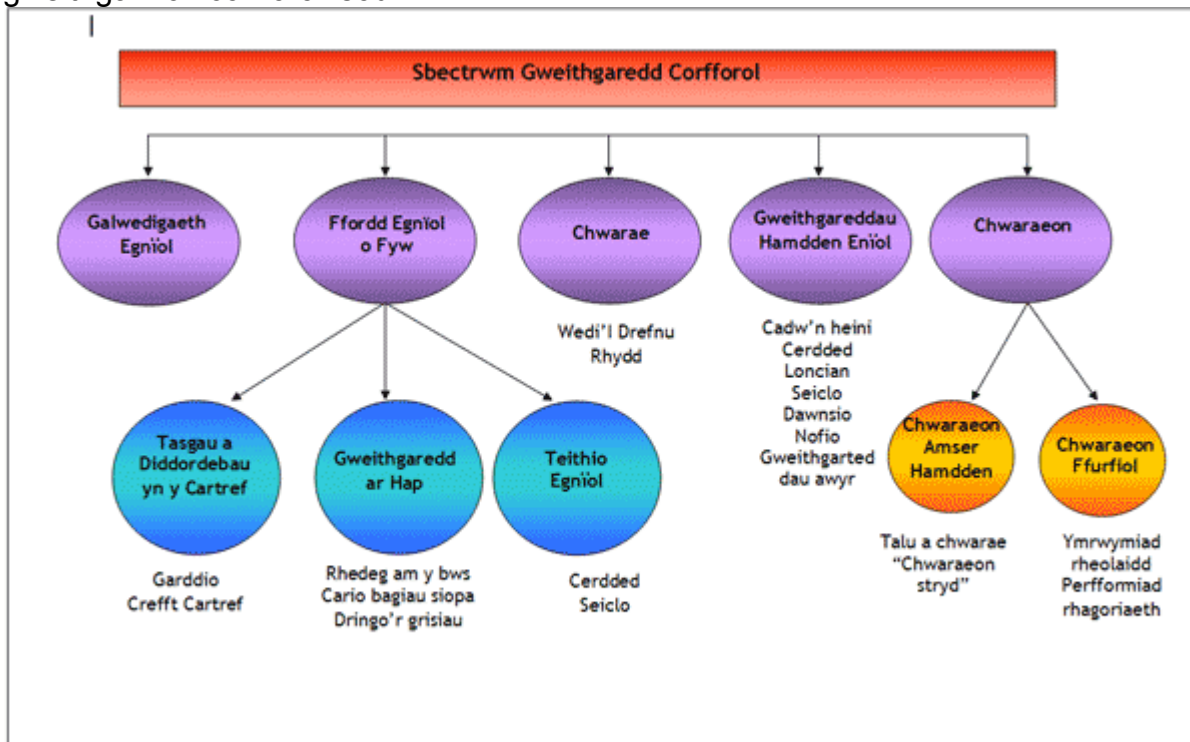 Sbectrwm Gweithgaredd Corfforol
Galwedigaeth
Egnïol
Ffordd Egnïol
o Fyw
Chwarae
Gweithgareddau
Hamdden Enïol
Chwaraeon
Wedi'l Drefnu
Rhydd
Cadw'n heini
Cerdded
Loncian
Seiclo
Dawnsio
Nofio
Gweithgarted
dau awyr
Tasgau a
Diddordebau
yn y Cartref
Gweithgaredd
ar Hap
Teithio
Egnïol
Chwaraeon
Amser
Hamdden
Chwaraeon
Ffurfiol
Garddio
Crefft Cartref
Rhedeg am y bws
Cario bagiau siopa
Dringo'r grisiau
Cerdded
Seiclo
Talu a chwarae
"Chwaraeon
stryd"
Ymrwymiad
rheolaidd
Perfformiad
rhagoriaeth